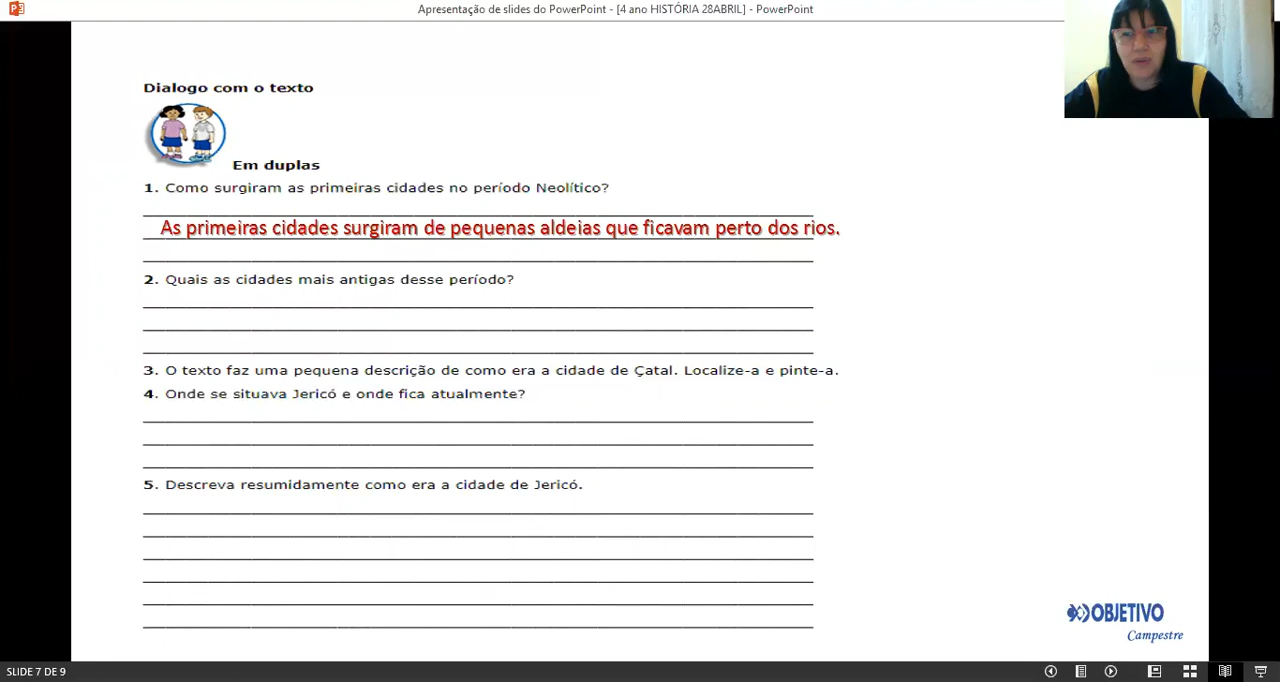 Apresentação de slides do PowerPoint - [4 ano HISTÓRIA 28ABRIL] - PowerPoint
Dialogo com o texto
Em duplas
1. Como surgiram as primeiras cidades no período Neolítico?
As primeiras cidades surgiram de pequenas aldeias que ficavam perto dos rios.
2. Quais as cidades mais antigas desse período?
3. O texto faz uma pequena descrição de como era a cidade de Çatal. Localize-a e pinte-a.
4. Onde se situava Jericó e onde fica atualmente?
5. Descreva resumidamente como era a cidade de Jericó.
OBJETIVO
Campestre
SLIDE 7 DE 9